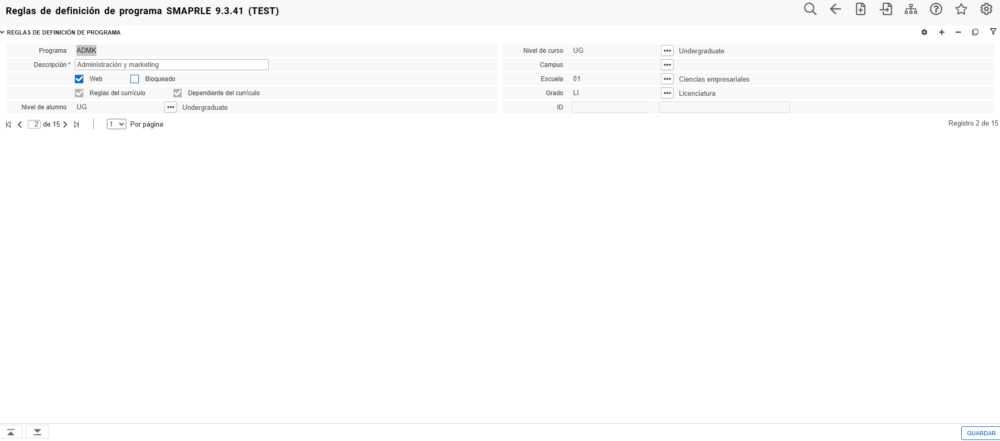 Reglas de definición de programa SMAPRLE 9.3.41 (TEST)
REGLAS DE DEFINICIÓN DE PROGRAMA
Programa ADMK
Descripción * Administración y marketing
Web Bloqueado
Reglas del currículo Dependiente del currículo
Nivel de alumno UG ••• Undergraduate
Nivel de curso UG ••• Undergraduate
Campus •••
Escuela 01 ••• Ciencias empresariales
Grado LI ••• Licenciatura
ID
2 de 15 1 Por página
Registro 2 de 15
GUARDAR